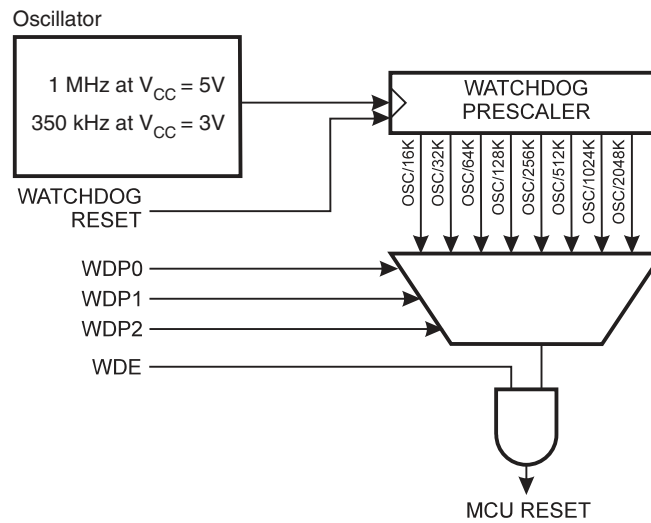 Oscillator
1 MHz at VCC = 5V
350 kHz at VCC = 3V
WATCHDOG
PRESCALER
OSC/16K
OSC/32K
OSC/64K
OSC/128K
OSC/256K
OSC/512K
OSC/1024K
OSC/2048K
WATCHDOG
RESET
WDP0
WDP1
WDP2
WDE
MCU RESET